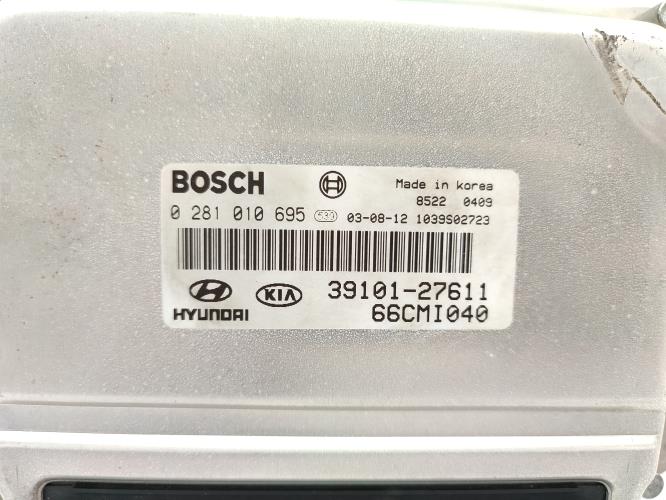 BOSCH Made in korea
8522 0409
0 281 010 695 530 03-08-12 1039S02723
HYUNDAI KIA 39101-27611
66CMI040